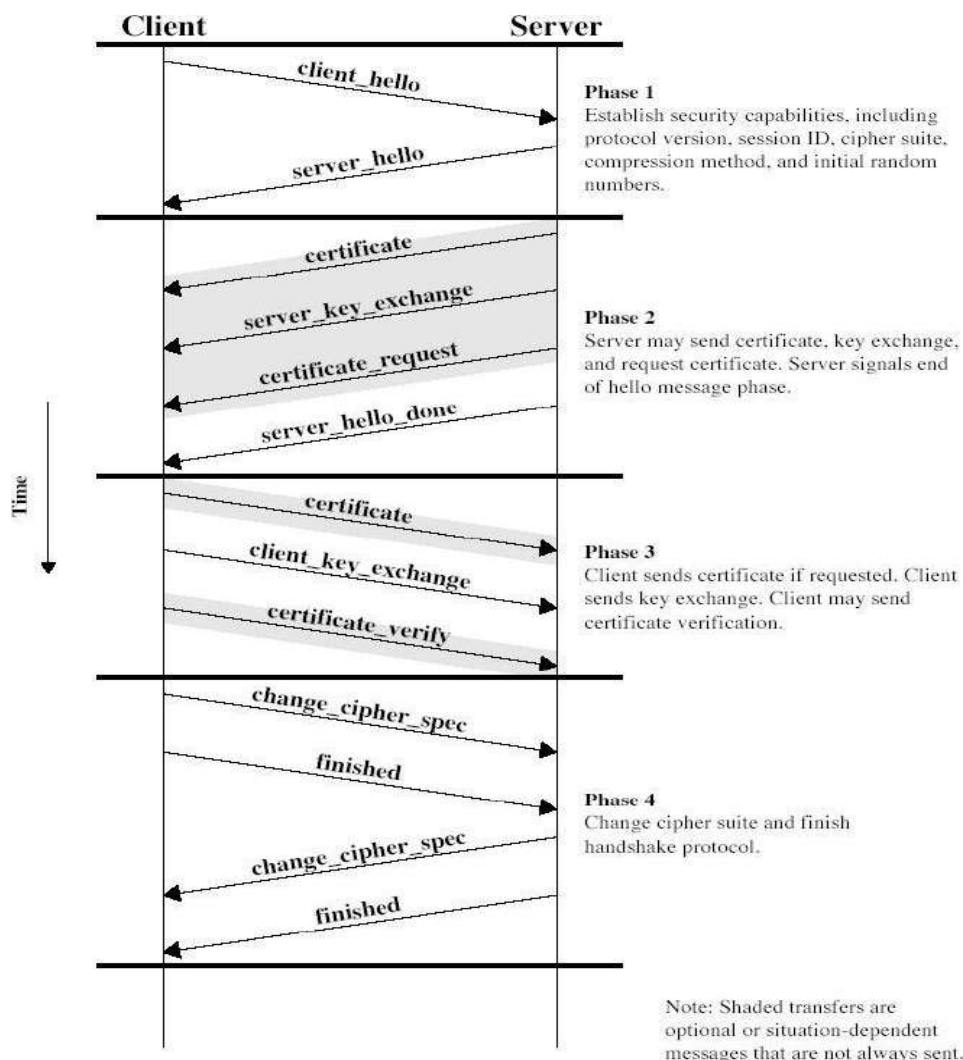 Client
Server
client_hello
server_hello
Phase 1
Establish security capabilities, including
protocol version, session ID, cipher suite,
compression method, and initial random
numbers.
certificate
server_key_exchange
certificate_request
server_hello_done
Phase 2
Server may send certificate, key exchange,
and request certificate. Server signals end
of hello message phase.
Time
certificate
client_key_exchange
certificate_verify
Phase 3
Client sends certificate if requested. Client
sends key exchange. Client may send
certificate verification.
change_cipher_spec
finished
change_cipher_spec
finished
Phase 4
Change cipher suite and finish
handshake protocol.
Note: Shaded transfers are
optional or situation-dependent
messages that are not always sent.